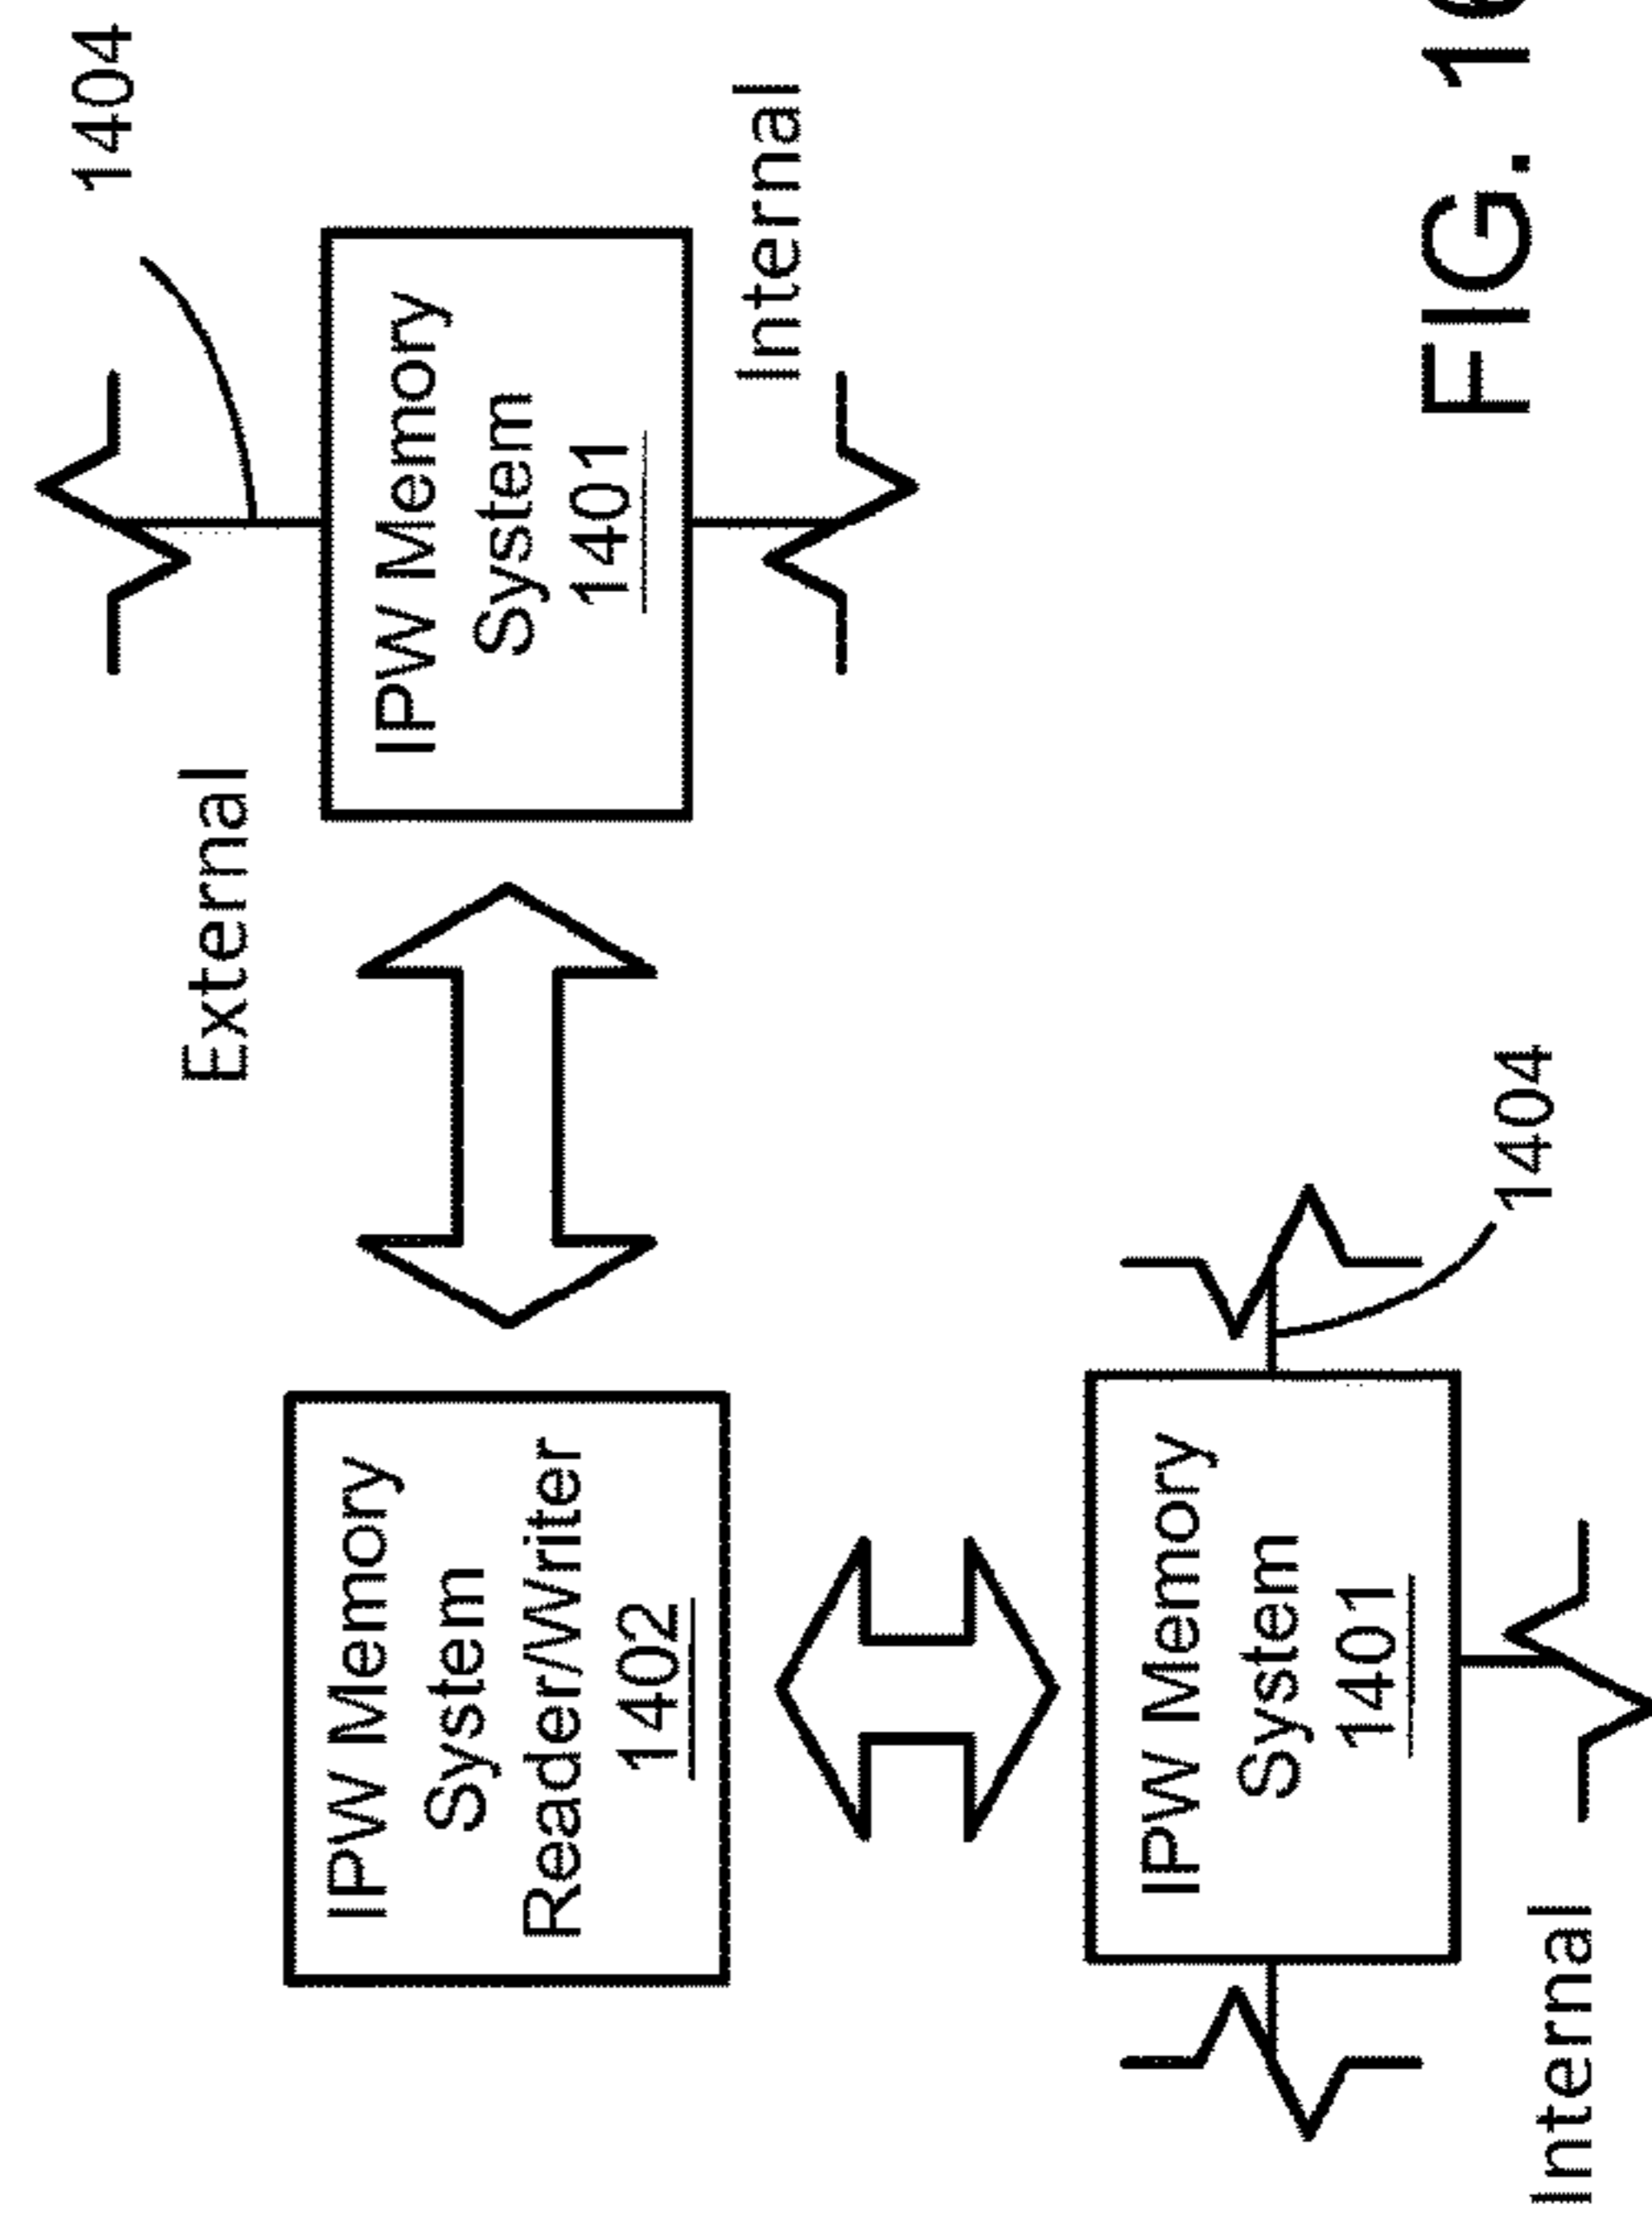 1404
External
IPW Memory
System
Reader/Writer
1402
IPW Memory
System
1401
Internal
IPW Memory
System
1401
1404
Internal
FIG.